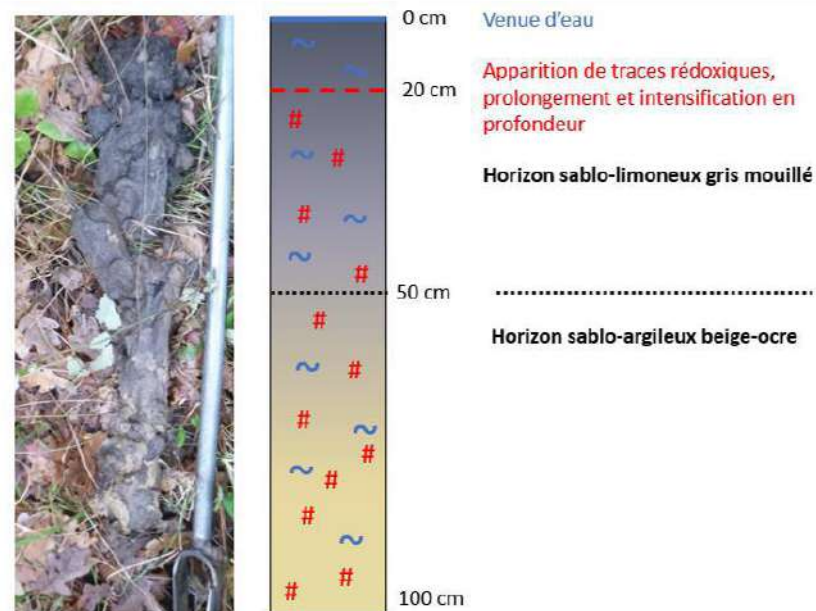 0 cm
Venue d'eau
Apparition de traces rédoxiques,
20 cm
prolongement et intensification en
profondeur
Horizon sablo-limoneux gris mouillé
50 cm
Horizon sablo-argileux beige-ocre
100 cm